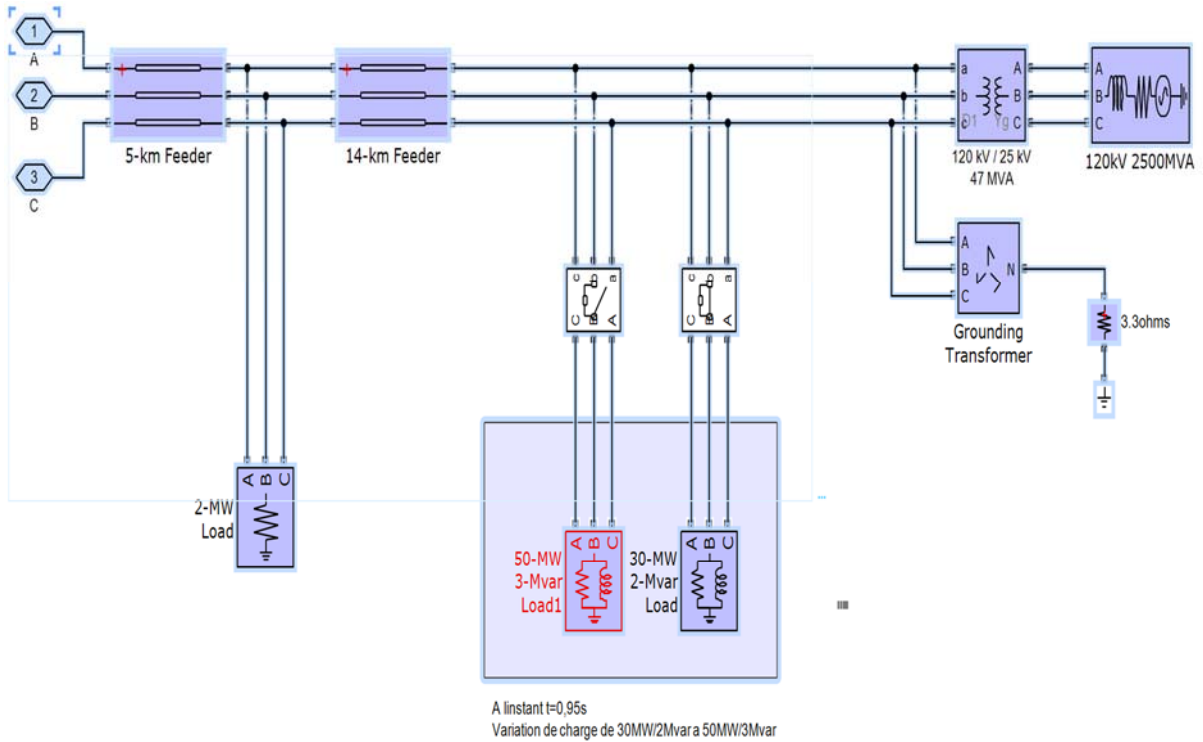 1
A
2
B
3
C
5-km Feeder
14-km Feeder
a
b
c
A
B
C
D1 Yg
120 kV / 25 kV
47 MVA
A
B
C
120kV 2500MVA
c b a
C B A
c b a
C B A
A
B
C
N
Grounding
Transformer
3.3ohms
A B C
2-MW
Load
A B C
50-MW
3-Mvar
Load1
A B C
30-MW
2-Mvar
Load
A linstant t=0,95s
Variation de charge de 30MW/2Mvar a 50MW/3Mvar